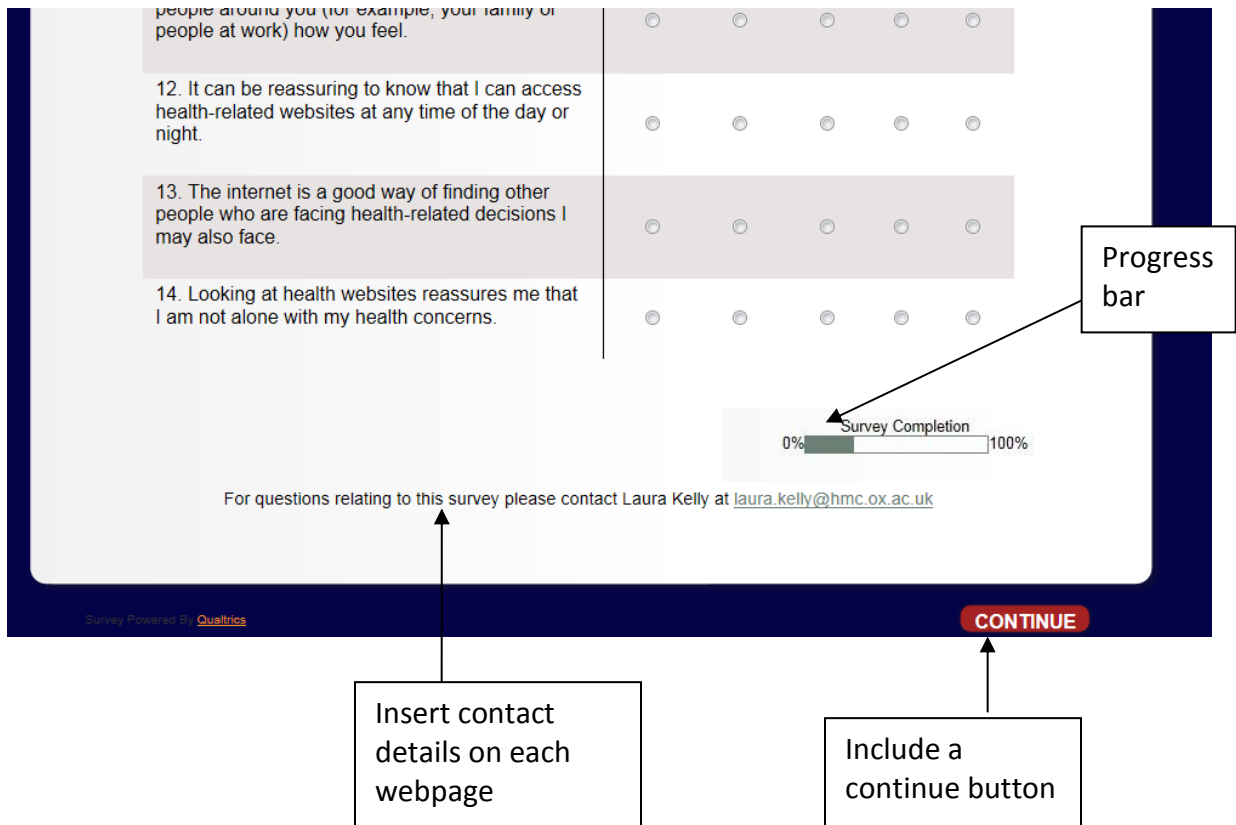 people around you (for example, your family or
people at work) how you feel.
12. It can be reassuring to know that I can access
health-related websites at any time of the day or
night.
13. The internet is a good way of finding other
people who are facing health-related decisions I
may also face.
14. Looking at health websites reassures me that
I am not alone with my health concerns.
Progress
bar
Survey Completion
0% 100%
For questions relating to this survey please contact Laura Kelly at laura.kelly@hmc.ox.ac.uk
Survey Powered By Qualtrics
CONTINUE
Insert contact
details on each
webpage
Include a
continue button